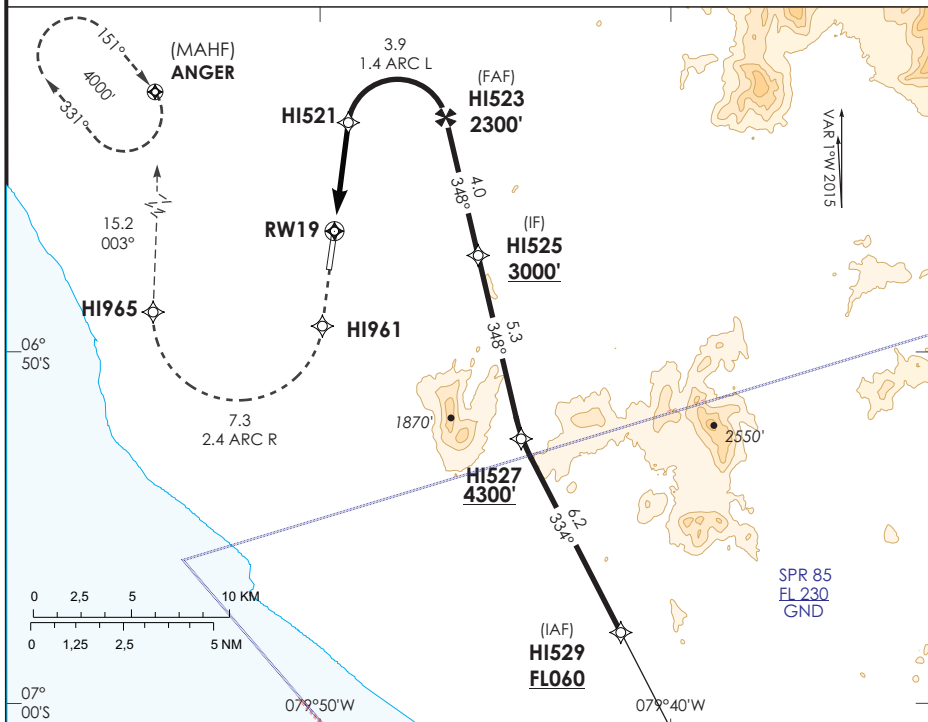 151°
4000'
331°
(MAHF)
ANGER
3.9
1.4 ARC L
(FAF)
HI523
2300'
HI521
VAR 1°W 2015
4.0
348°
15.2
003°
RW19
(IF)
HI525
3000'
HI965
HI961
5.3
348°
06°
50'S
7.3
2.4 ARC R
1870'
2550'
HI527
4300'
6.2
334°
SPR 85
FL 230
GND
0 2,5 5 10 KM
0 1,25 2,5 5 NM
(IAF)
HI529
FL060
07°
00'S
079°50'W
079°40'W